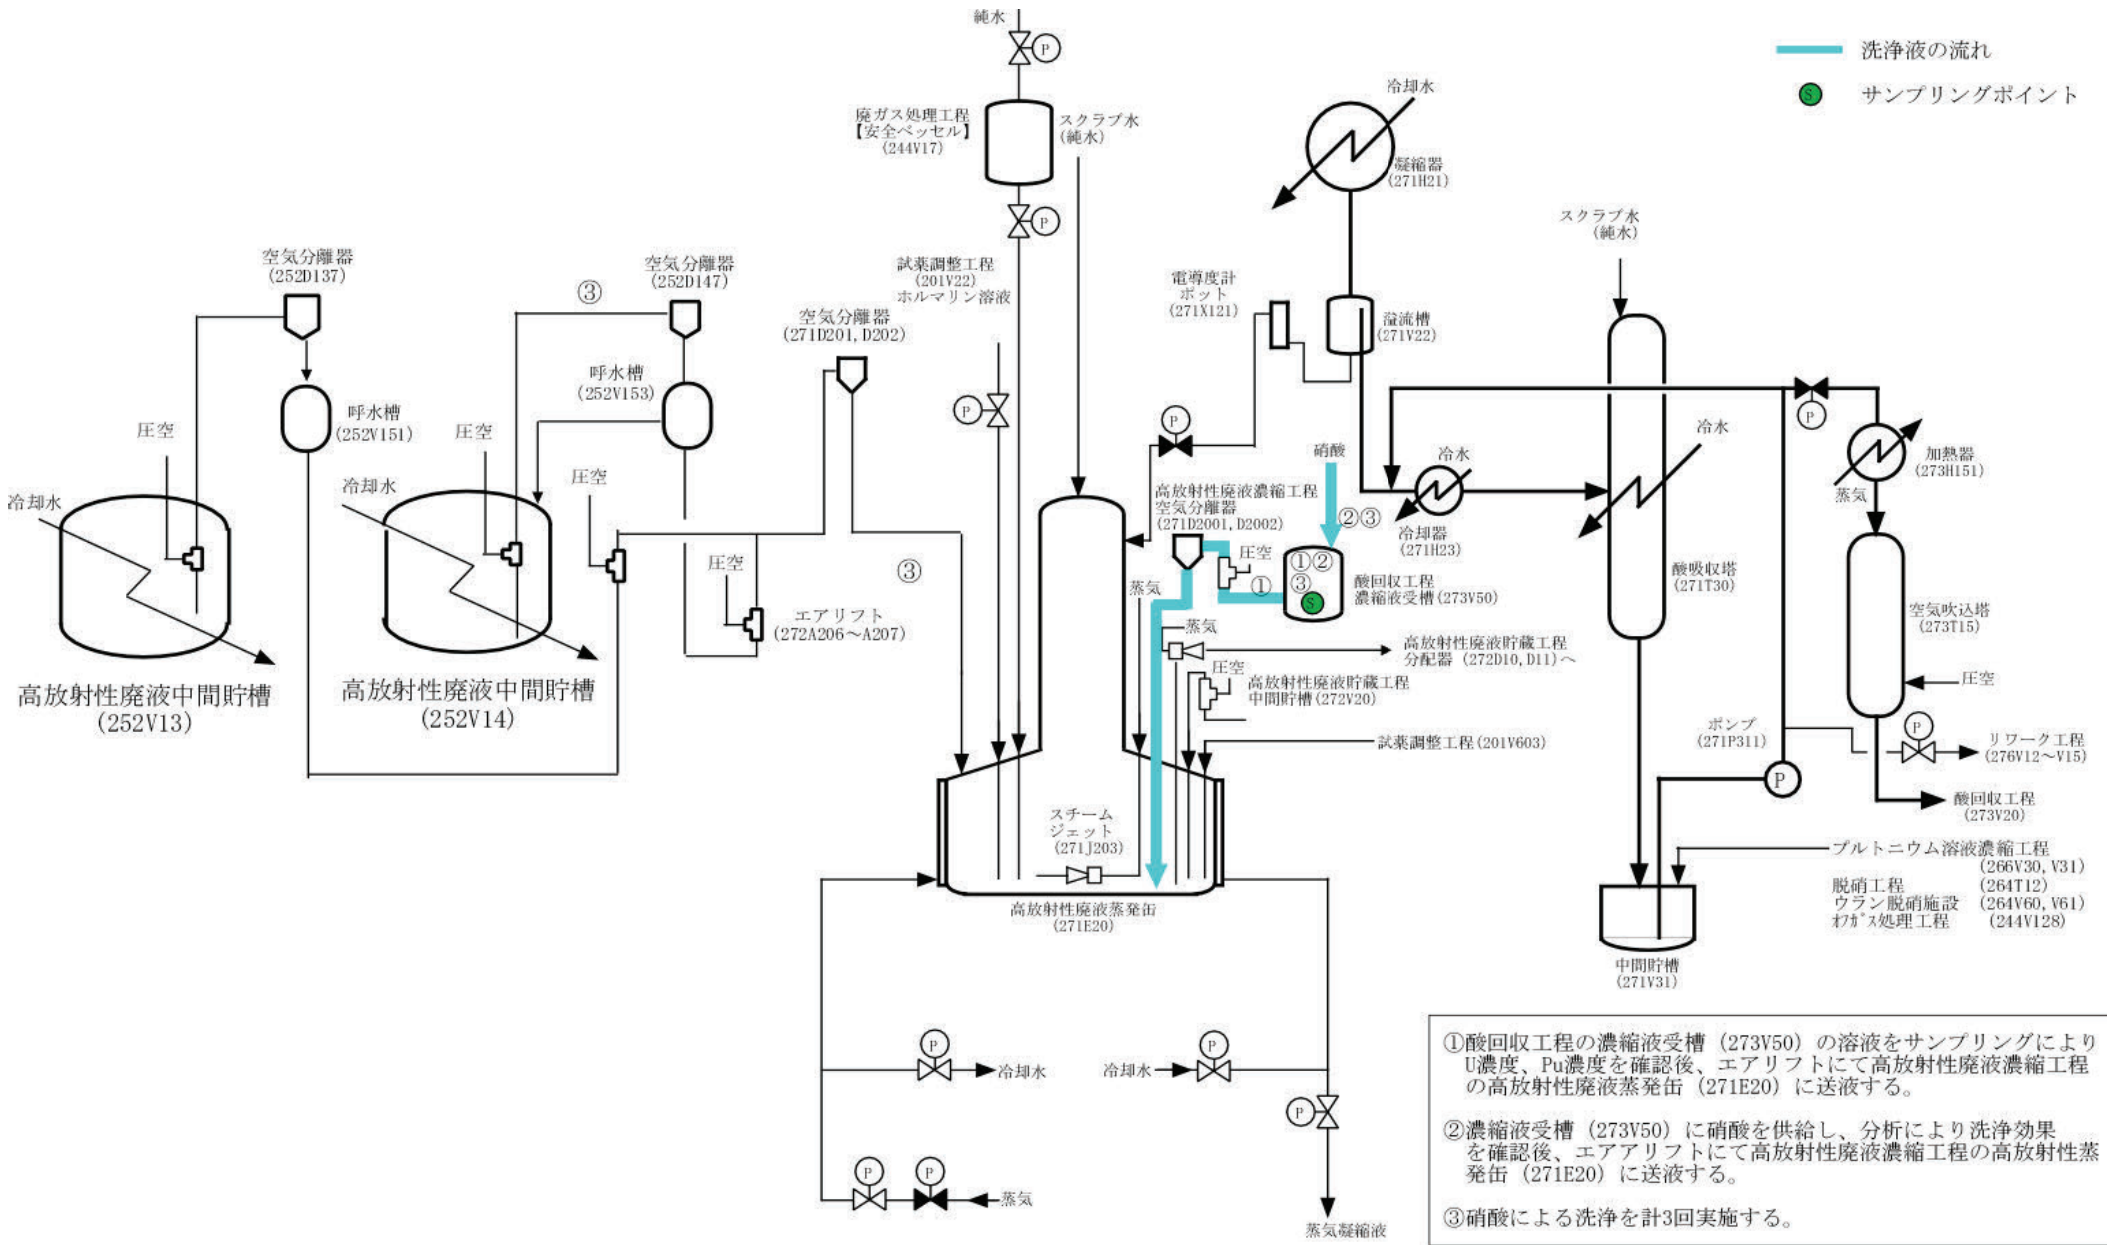 純水
P
廃ガス処理工程
【安全ベッセル】
(244V17)
スクラブ水
(純水)
P
試薬調整工程
(201V22)
ホルマリン溶液
P
空気分離器
(252D137)
呼水槽
(252V151)
圧空
冷却水
高放射性廃液中間貯槽
(252V13)
③
空気分離器
(252D147)
呼水槽
(252V153)
圧空
冷却水
高放射性廃液中間貯槽
(252V14)
圧空
空気分離器
(271D201, D202)
圧空
エアリフト
(272A206～A207)
③
冷却水
凝縮器
(271H21)
電導度計
ポット
(271X121)
溢流槽
(271V22)
P
硝酸
②③
高放射性廃液濃縮工程
空気分離器
(271D2001, D2002)
圧空
①
①②
③
S
酸回収工程
濃縮液受槽(273V50)
蒸気
蒸気
高放射性廃液貯蔵工程
分配器 (272D10, D11) へ
圧空
高放射性廃液貯蔵工程
中間貯槽(272V20)
試薬調整工程(201V603)
スチーム
ジェット
(271J203)
高放射性廃液蒸発缶
(271E20)
P
冷却水
P
P
蒸気
冷却水
P
P
蒸気凝縮液
冷水
冷却器
(271H23)
スクラブ水
(純水)
冷水
酸吸収塔
(271T30)
P
加熱器
(273H151)
蒸気
空気吹込塔
(273T15)
圧空
ポンプ
(271P311)
P
P
リワーク工程
(276V12～V15)
酸回収工程
(273V20)
プルトニウム溶液濃縮工程
(266V30, V31)
脱硝工程 (264T12)
ウラン脱硝施設 (264V60, V61)
ｵﾌｶﾞｽ処理工程 (244V128)
中間貯槽
(271V31)
洗浄液の流れ
S サンプリングポイント
①酸回収工程の濃縮液受槽（273V50）の溶液をサンプリングにより
U濃度、Pu濃度を確認後、エアリフトにて高放射性廃液濃縮工程
の高放射性廃液蒸発缶（271E20）に送液する。
②濃縮液受槽（273V50）に硝酸を供給し、分析により洗浄効果
を確認後、エアアリフトにて高放射性廃液濃縮工程の高放射性蒸
発缶（271E20）に送液する。
③硝酸による洗浄を計3回実施する。